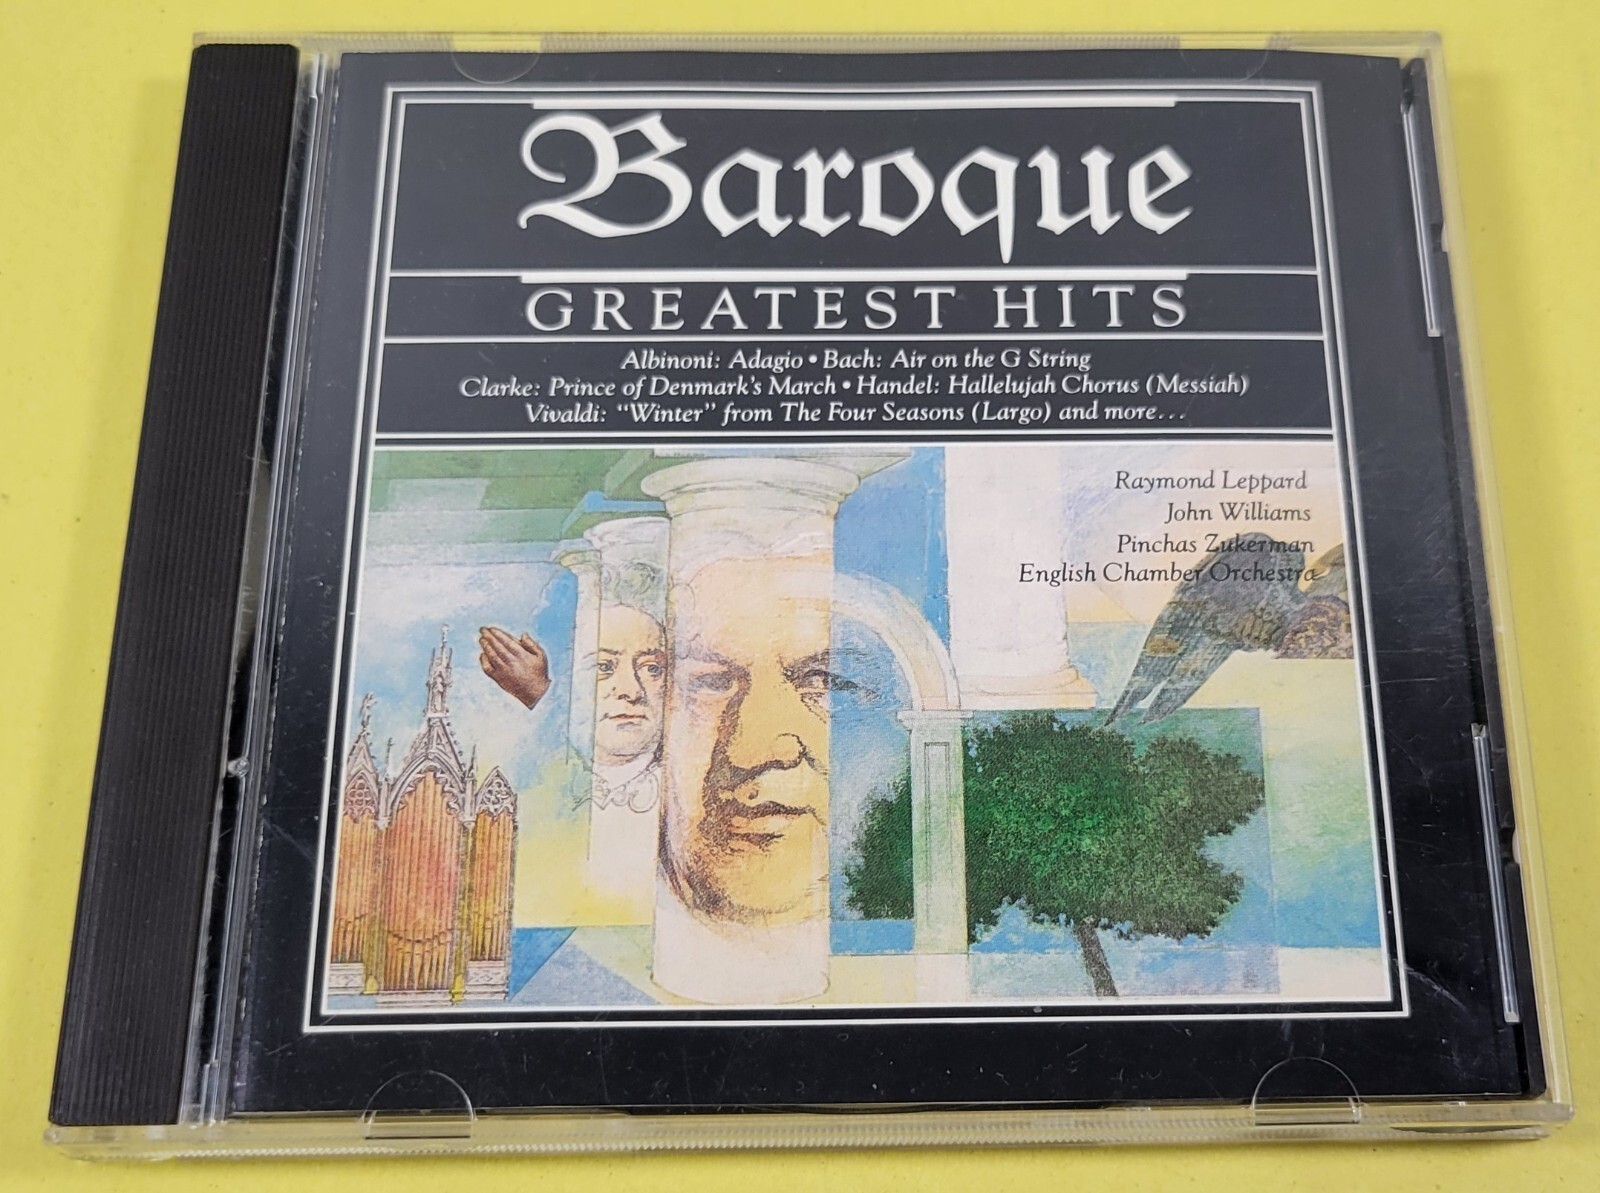 Baroque
GREATEST HITS
Albinoni: Adagio • Bach: Air on the G String
Clarke: Prince of Denmark's March • Handel: Hallelujah Chorus (Messiah)
Vivaldi: “Winter” from The Four Seasons (Largo) and more...
Raymond Leppard
John Williams
Pinchas Zukerman
English Chamber Orchestra